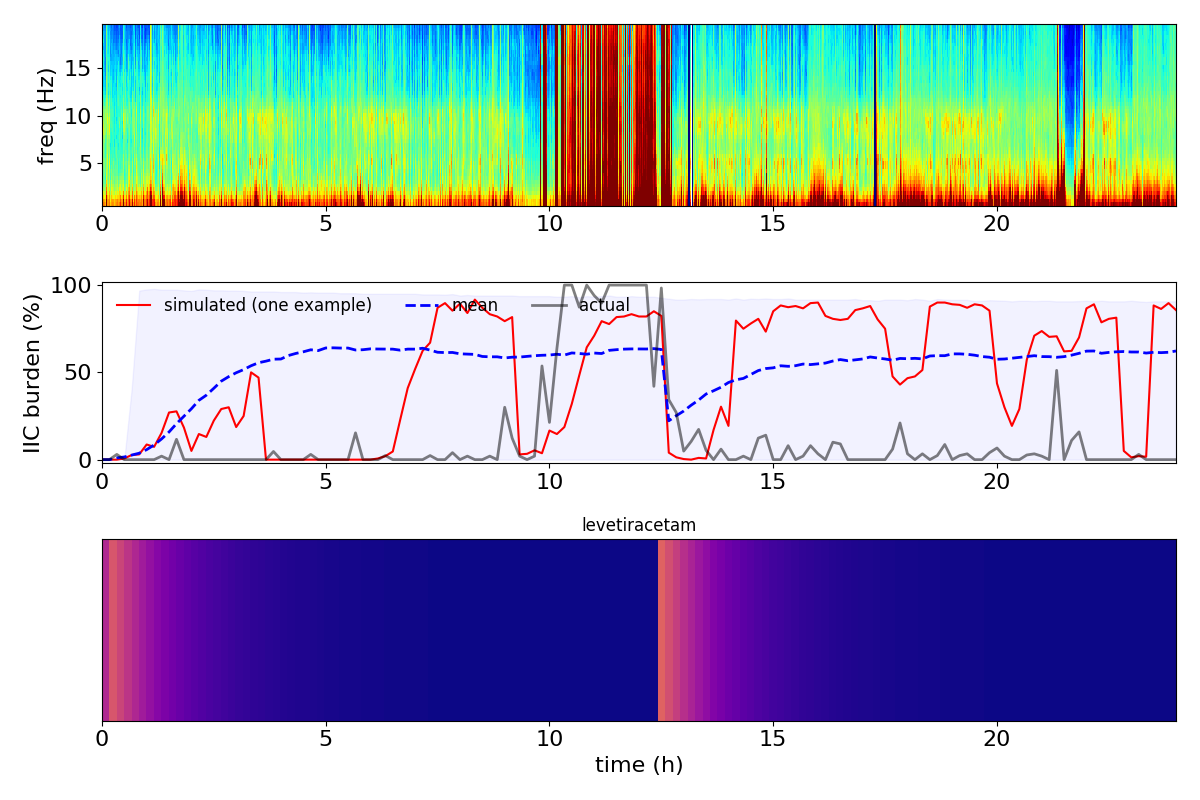 freq (Hz)
15
10
5
0 5 10 15 20
IIC burden (%)
100
50
0
simulated (one example) mean actual
0 5 10 15 20
levetiracetam
0 5 10 15 20
time (h)